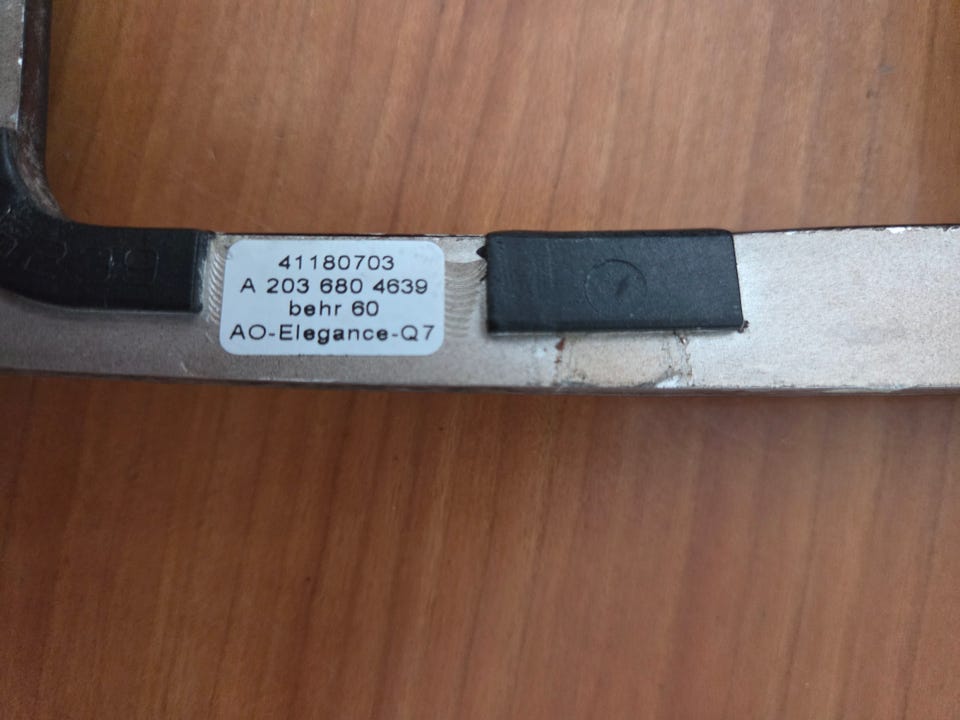 41180703
A 203 680 4639
behr 60
AO-Elegance-Q7